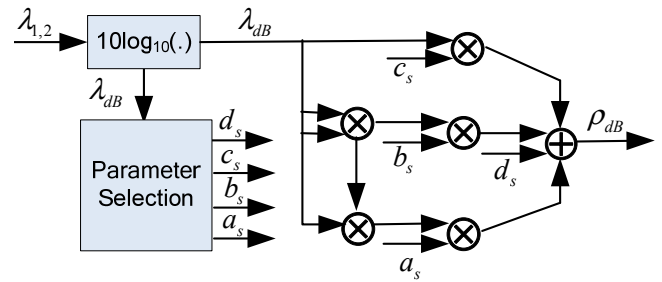 λ1,2
10log10(.)
λdB
cs
λdB
Parameter
Selection
ds
cs
bs
as
bs
ds
ρdB
as